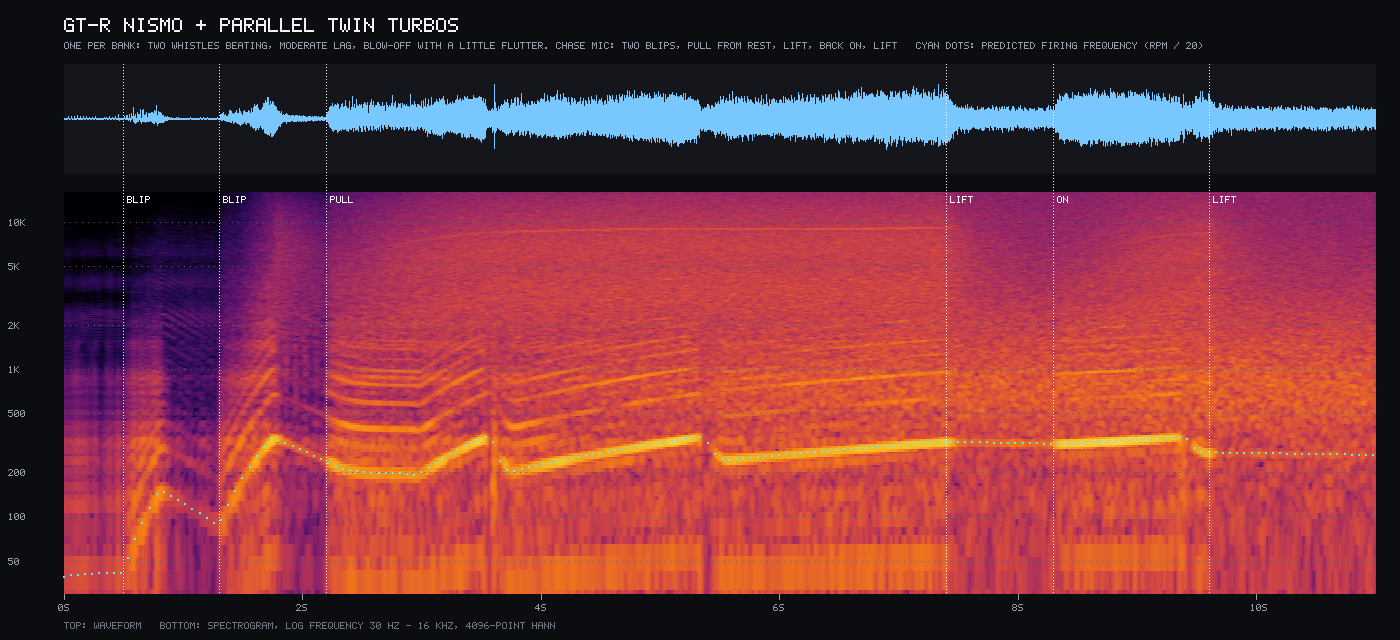 GT-R NISMO + PARALLEL TWIN TURBOS
ONE PER BANK: TWO WHISTLES BEATING, MODERATE LAG, BLOW-OFF WITH A LITTLE FLUTTER. CHASE MIC: TWO BLIPS, PULL FROM REST, LIFT, BACK ON, LIFT   CYAN DOTS: PREDICTED FIRING FREQUENCY (RPM / 20)
BLIP BLIP PULL LIFT ON LIFT
10K
5K
2K
1K
500
200
100
50
0S 2S 4S 6S 8S 10S
TOP: WAVEFORM   BOTTOM: SPECTROGRAM, LOG FREQUENCY 30 HZ - 16 KHZ, 4096-POINT HANN